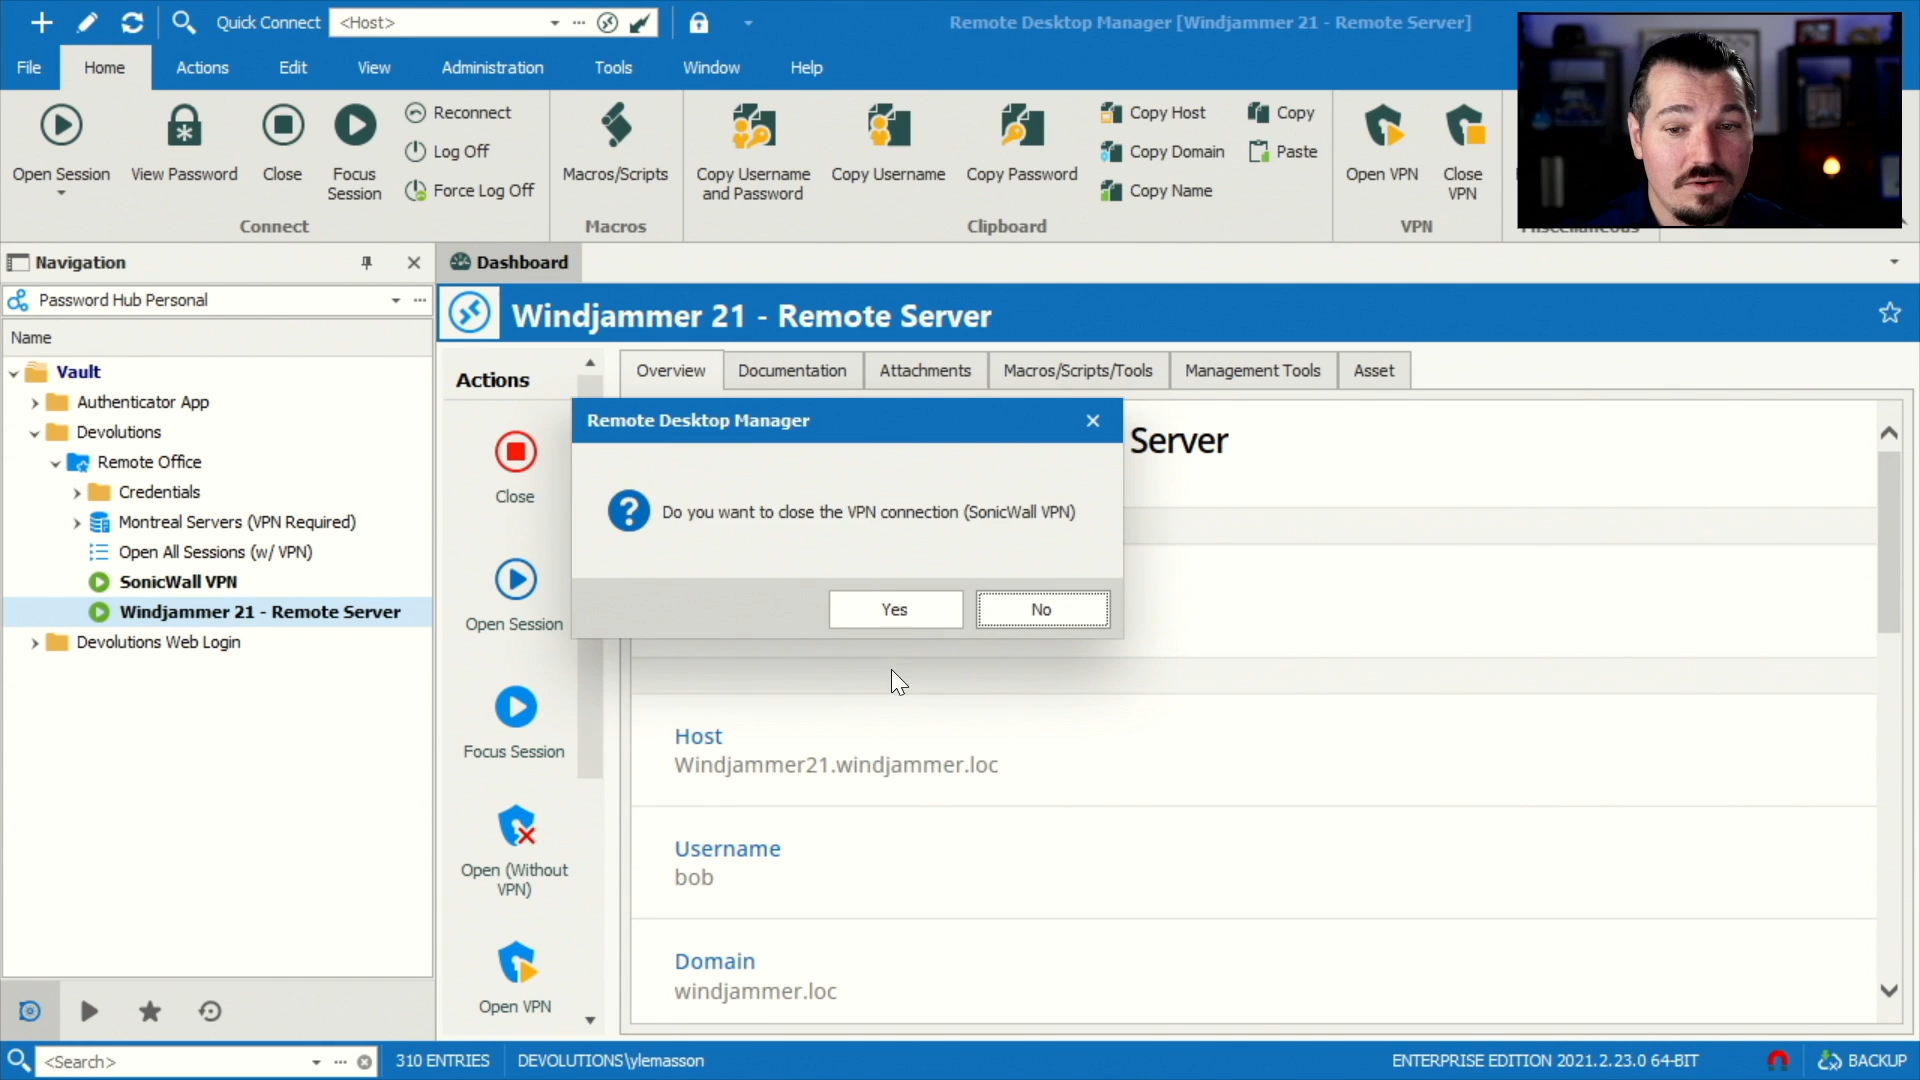 Quick Connect
<Host>
Remote Desktop Manager [Windjammer 21 - Remote Server]
File
Home
Actions
Edit
View
Administration
Tools
Window
Help
Open Session
View Password
Close
Focus
Session
Reconnect
Log Off
Force Log Off
Connect
Macros/Scripts
Macros
Copy Username
and Password
Copy Username
Copy Password
Copy Host
Copy Domain
Copy Name
Copy
Paste
Clipboard
Open VPN
Close
VPN
VPN
Navigation
Dashboard
Password Hub Personal
Windjammer 21 - Remote Server
Name
Vault
Authenticator App
Devolutions
Remote Office
Credentials
Montreal Servers (VPN Required)
Open All Sessions (w/ VPN)
SonicWall VPN
Windjammer 21 - Remote Server
Devolutions Web Login
Actions
Close
Open Session
Focus Session
Open (Without
VPN)
Open VPN
Overview
Documentation
Attachments
Macros/Scripts/Tools
Management Tools
Asset
Server
Remote Desktop Manager
Do you want to close the VPN connection (SonicWall VPN)
Yes
No
Host
Windjammer21.windjammer.loc
Username
bob
Domain
windjammer.loc
<Search>
310 ENTRIES
DEVOLUTIONS\ylemasson
ENTERPRISE EDITION 2021.2.23.0 64-BIT
BACKUP